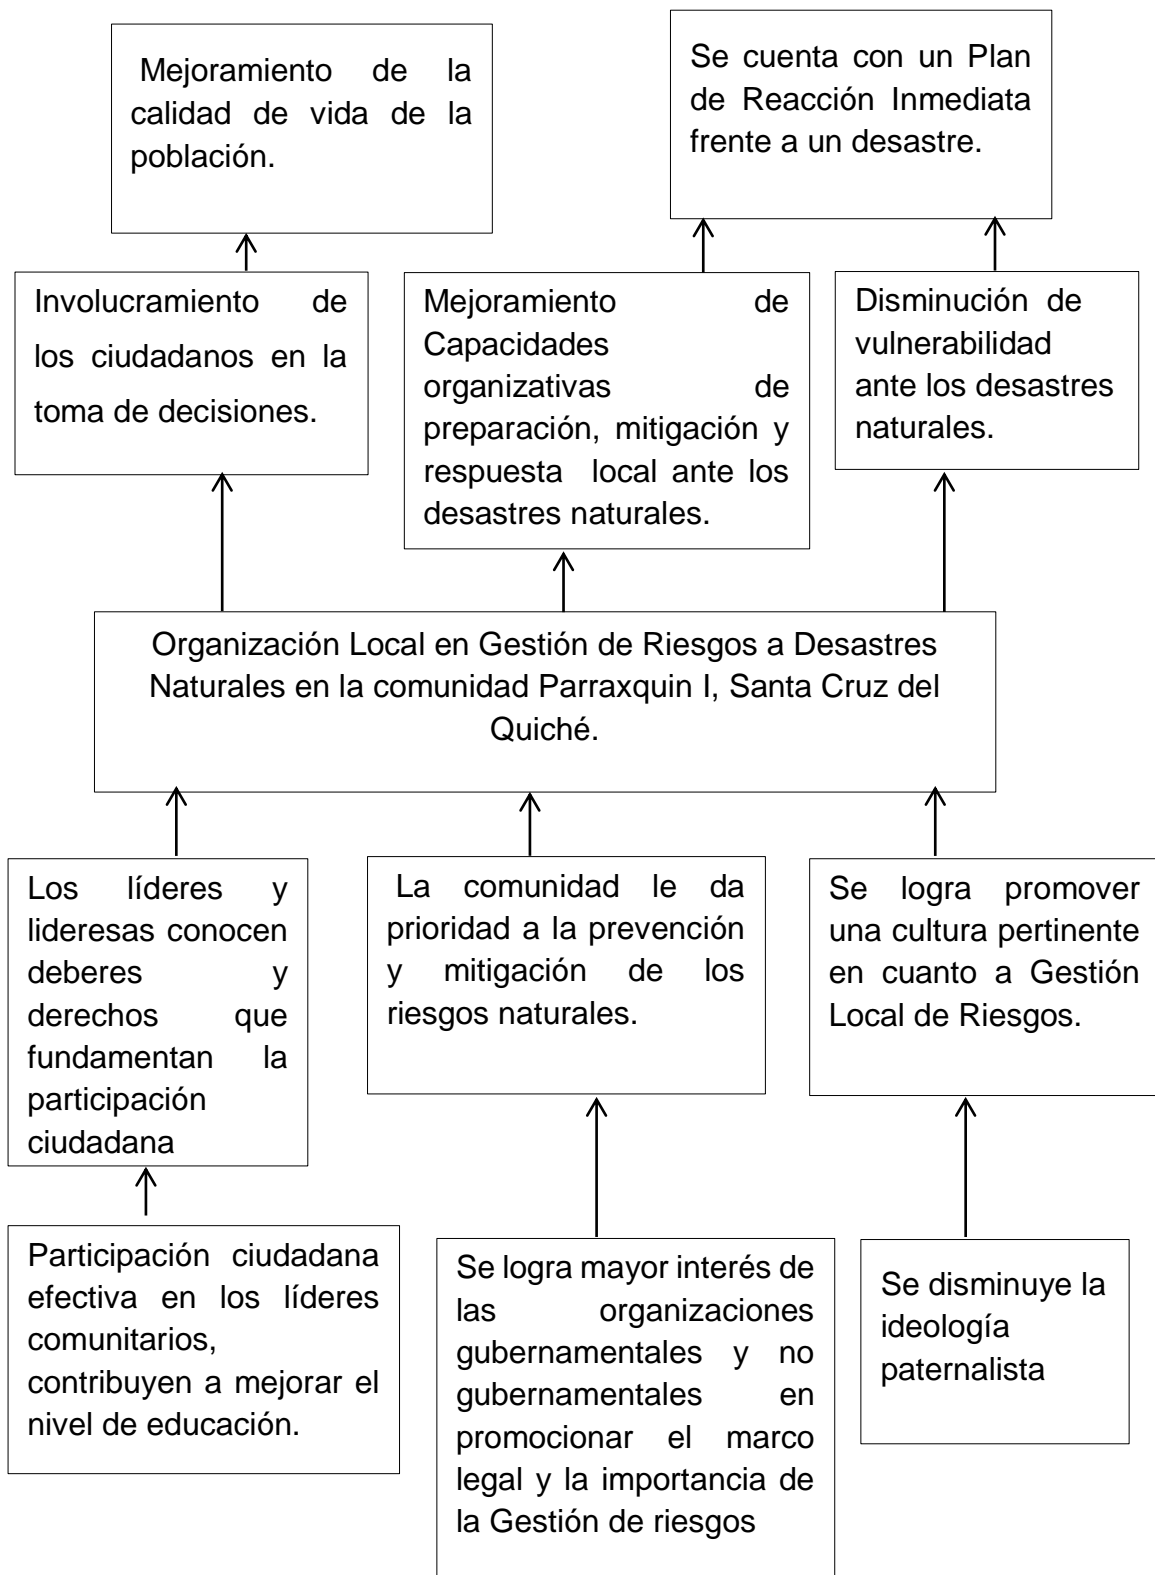 Mejoramiento de la
calidad de vida de la
población.
Se cuenta con un Plan
de Reacción Inmediata
frente a un desastre.
Involucramiento de
los ciudadanos en la
toma de decisiones.
Mejoramiento de
Capacidades
organizativas de
preparación, mitigación y
respuesta local ante los
desastres naturales.
Disminución de
vulnerabilidad
ante los desastres
naturales.
Organización Local en Gestión de Riesgos a Desastres
Naturales en la comunidad Parraxquin I, Santa Cruz del
Quiché.
Los líderes y
lideresas conocen
deberes y
derechos que
fundamentan la
participación
ciudadana
La comunidad le da
prioridad a la prevención
y mitigación de los
riesgos naturales.
Se logra promover
una cultura pertinente
en cuanto a Gestión
Local de Riesgos.
Participación ciudadana
efectiva en los líderes
comunitarios,
contribuyen a mejorar el
nivel de educación.
Se logra mayor interés de
las organizaciones
gubernamentales y no
gubernamentales en
promocionar el marco
legal y la importancia de
la Gestión de riesgos
Se disminuye la
ideología
paternalista